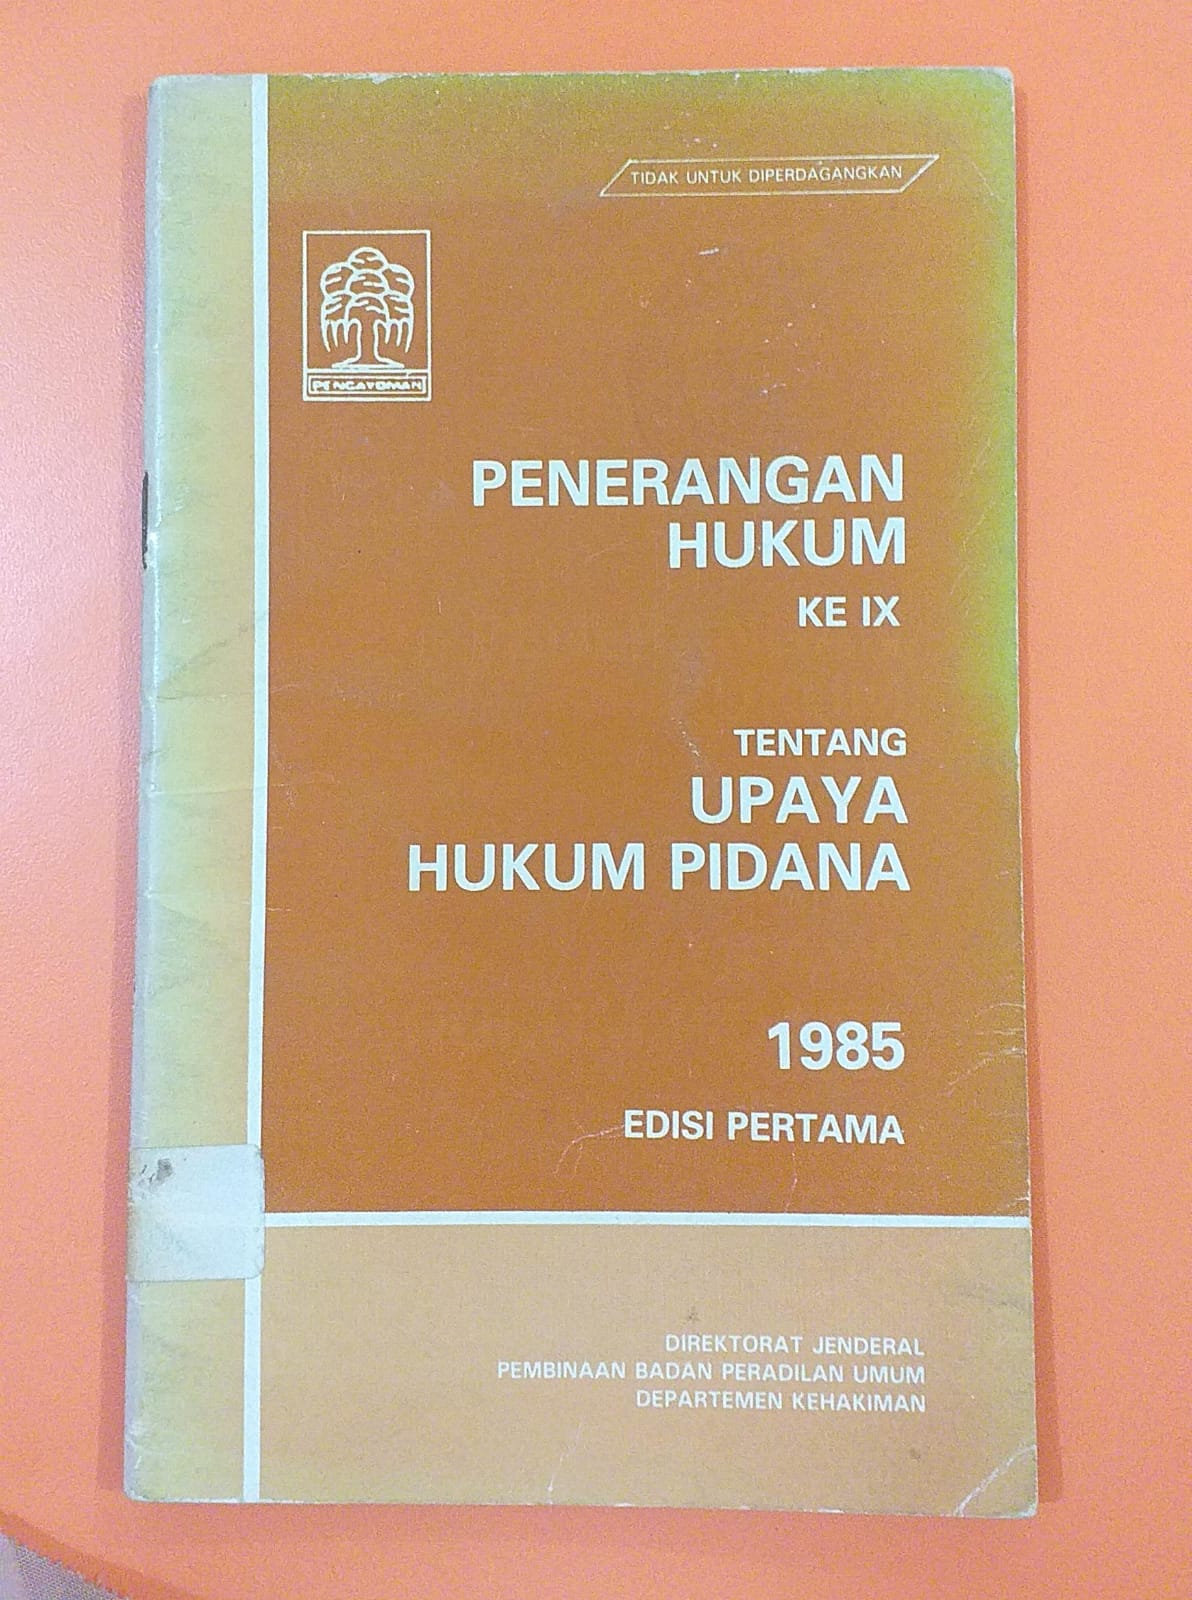 TIDAK UNTUK DIPERDAGANGKAN
PENGAYOMAN
PENERANGAN
HUKUM
KE IX
TENTANG
UPAYA
HUKUM PIDANA
1985
EDISI PERTAMA
DIREKTORAT JENDERAL
PEMBINAAN BADAN PERADILAN UMUM
DEPARTEMEN KEHAKIMAN